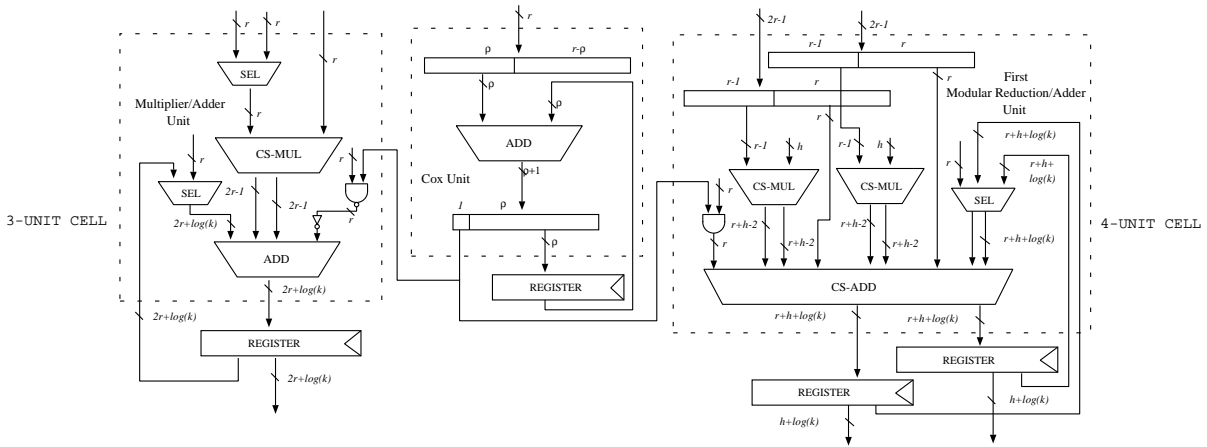 r
r
r
SEL
Multiplier/Adder
Unit
r
r
CS-MUL
r
SEL
2r-1
2r-1
r
2r+log(k)
r
ADD
3-UNIT CELL
2r+log(k)
2r+log(k)
REGISTER
2r+log(k)
r
ρ
r-ρ
ρ
ρ
ADD
Cox Unit
ρ+1
1
ρ
ρ
REGISTER
2r-1
2r-1
r-1
r
r-1
r
r
First
Modular Reduction/Adder
Unit
r
r+h+log(k)
r-1
h
r-1
h
r
r+h+
log(k)
CS-MUL
CS-MUL
SEL
r
r+h-2
r+h-2
r+h-2
r+h-2
r+h+log(k)
r
4-UNIT CELL
CS-ADD
r+h+log(k)
r+h+log(k)
REGISTER
REGISTER
h+log(k)
h+log(k)